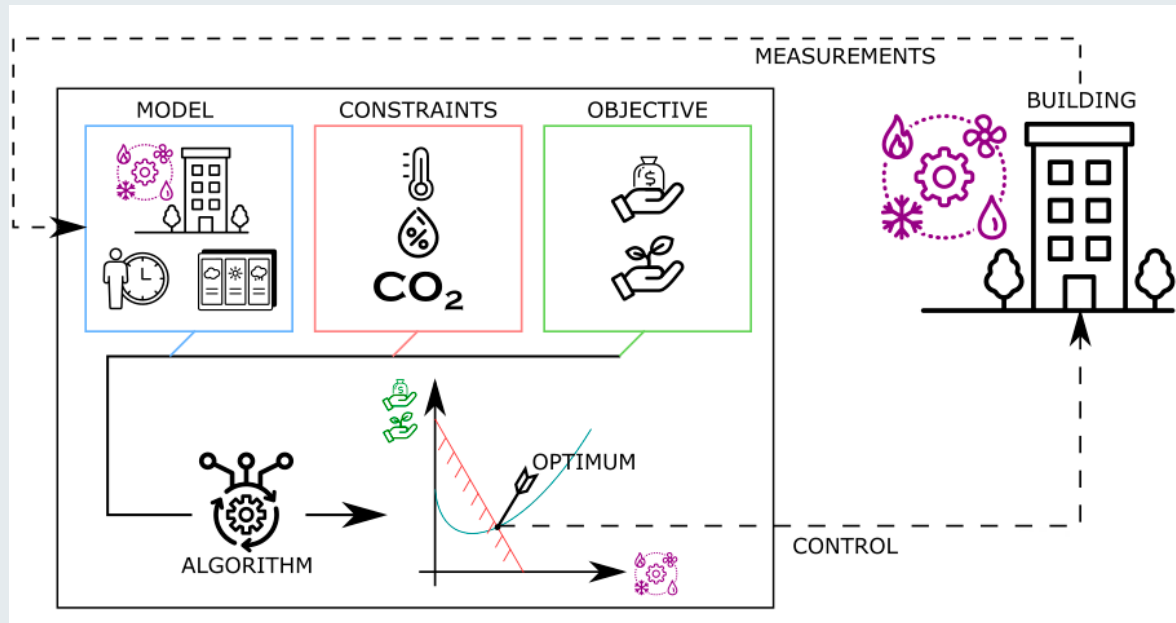 MEASUREMENTS
BUILDING
MODEL
CONSTRAINTS
OBJECTIVE
$
%
CO₂
$
OPTIMUM
ALGORITHM
CONTROL